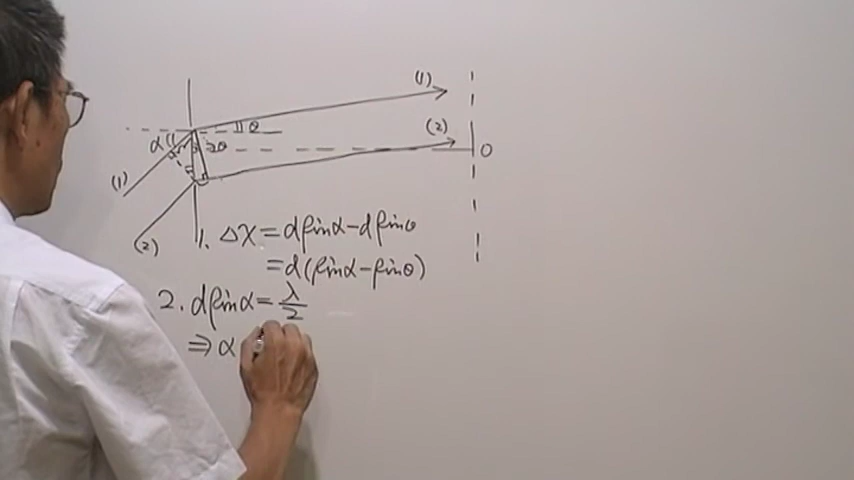 (1)
θ
(2)
α
θ
O
(1)
(2)
1. Δx = d sinα - d sinθ
= d(sinα - sinθ)
2. d sinα = λ/2
⇒ α